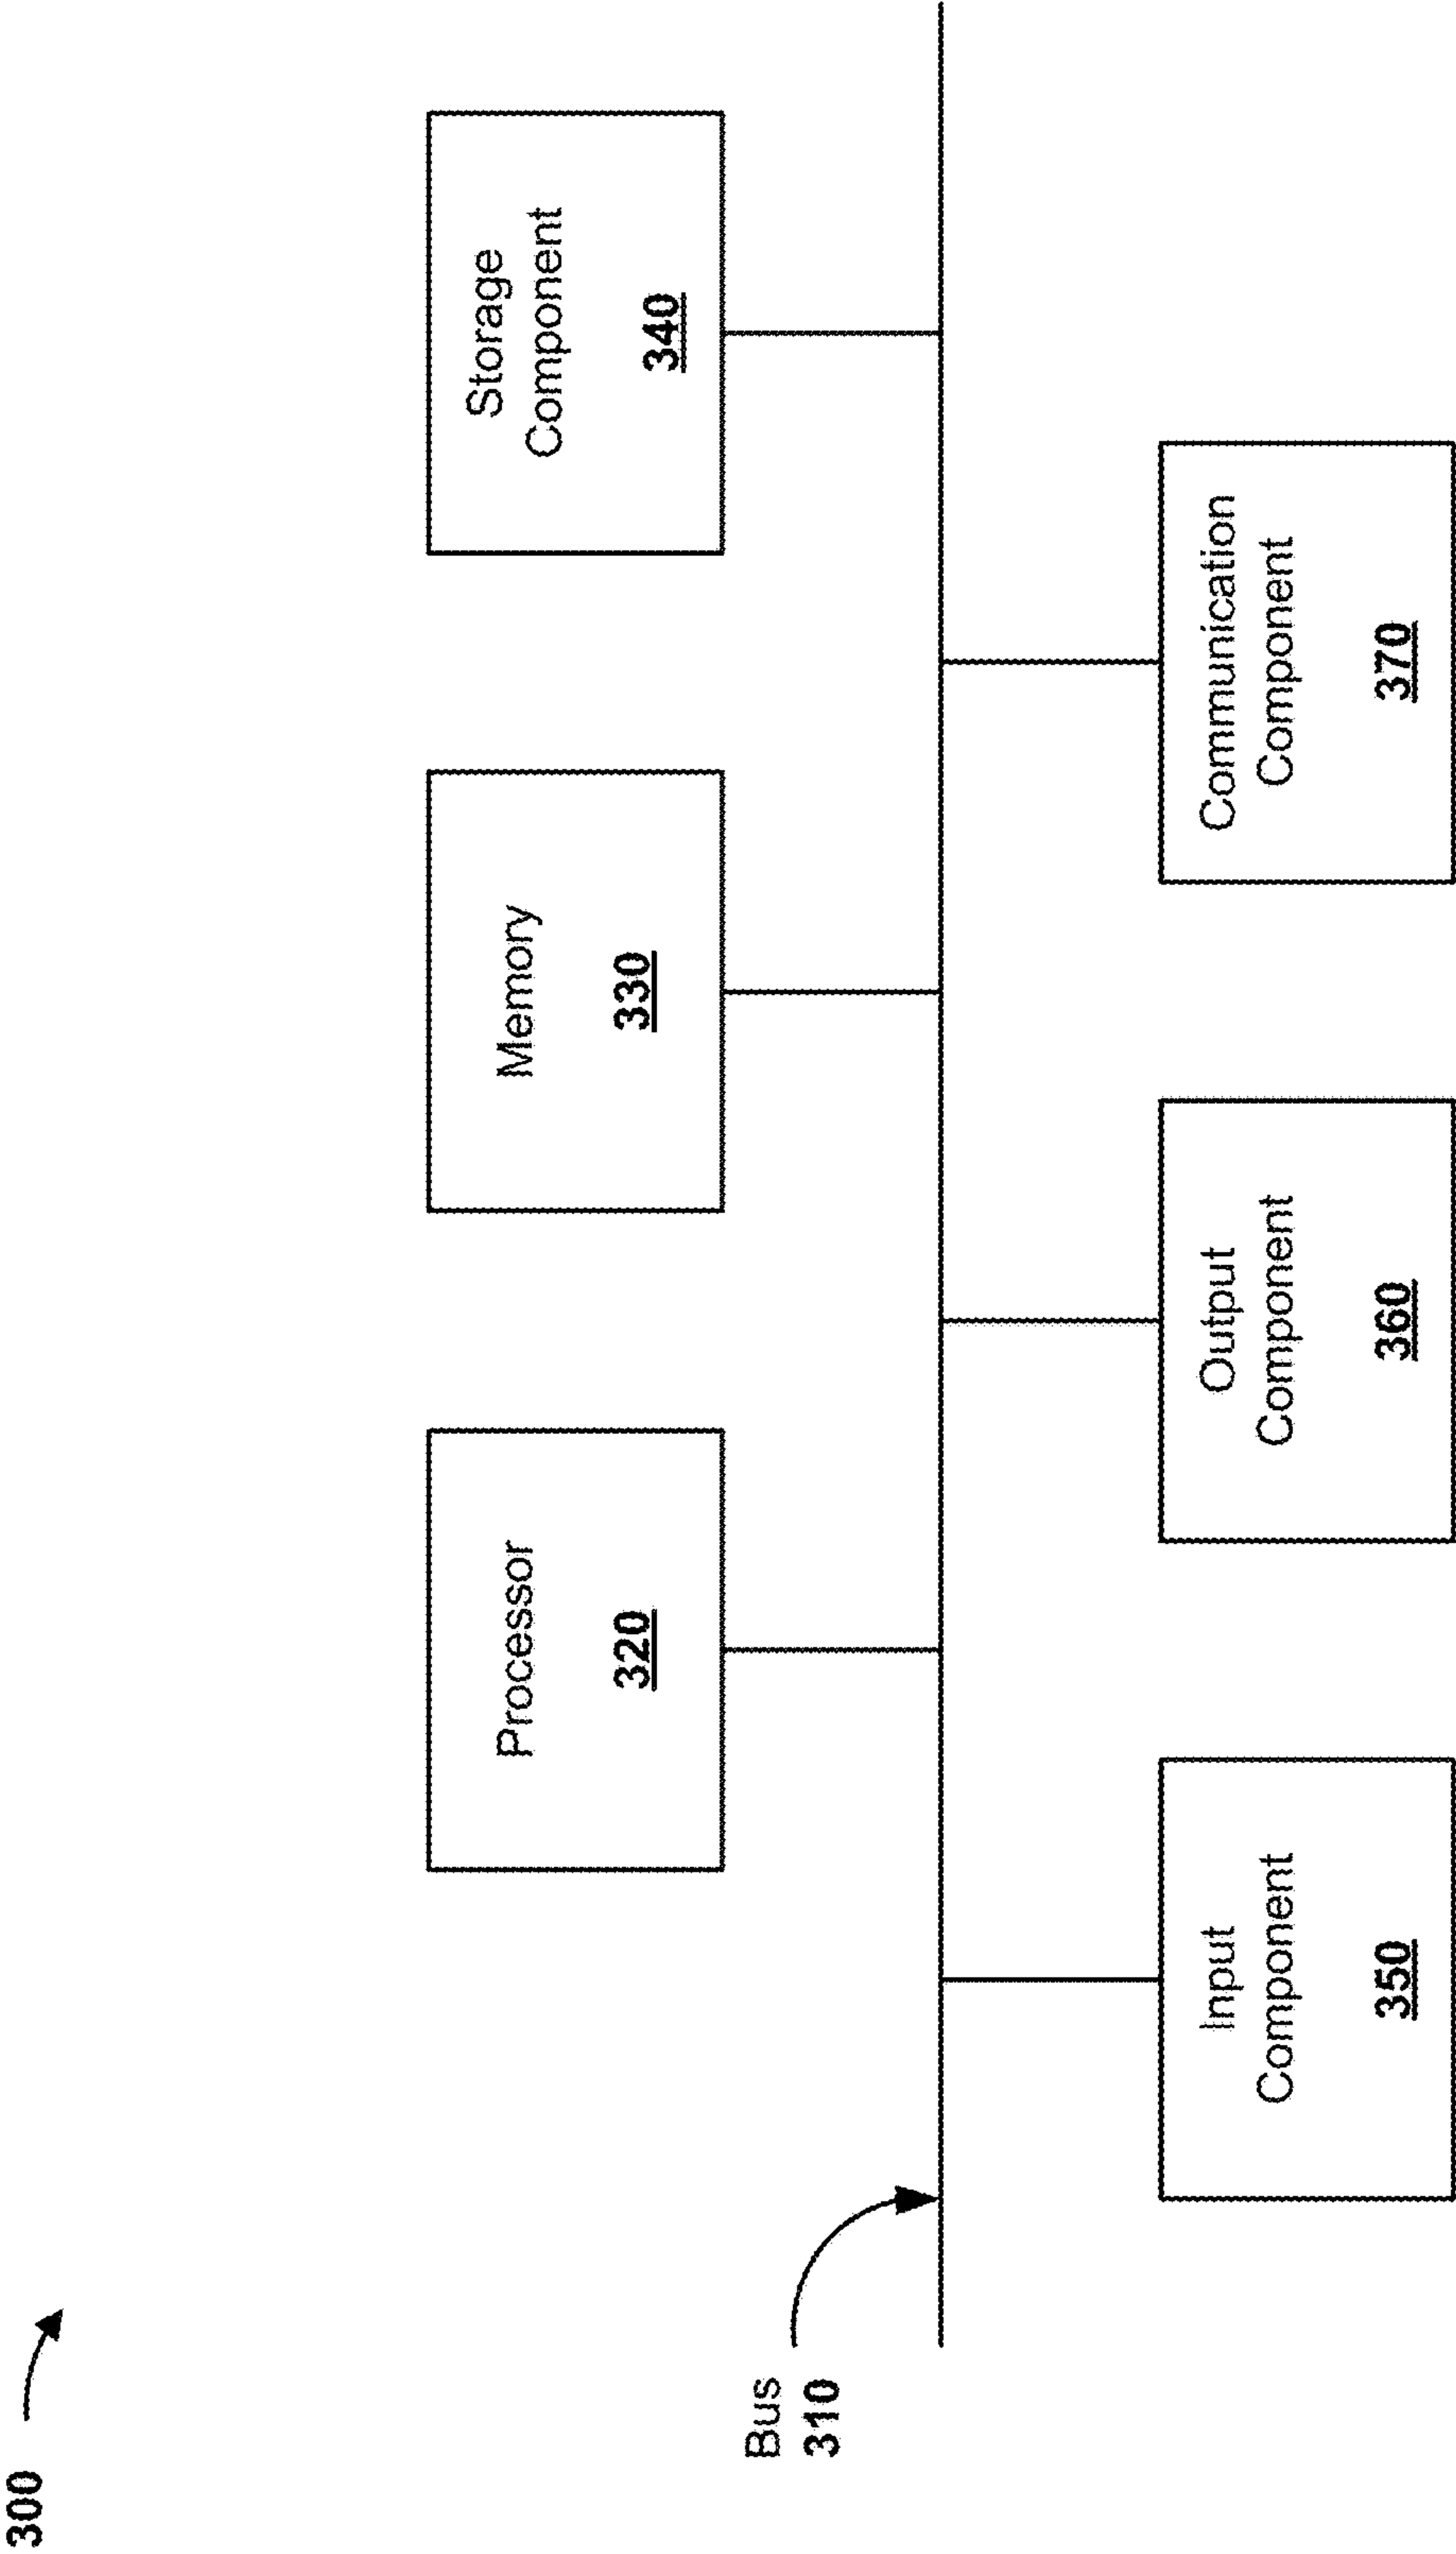 300
Processor
320
Memory
330
Storage
Component
340
Bus
310
Input
Component
350
Output
Component
360
Communication
Component
370